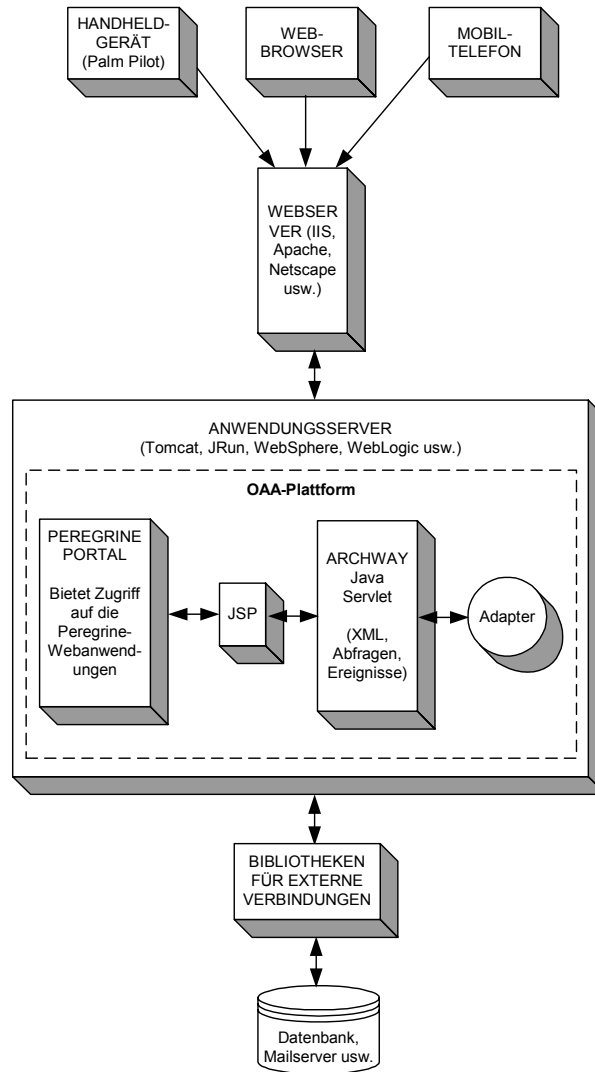 HANDHELD-
GERÄT
(Palm Pilot)
WEB-
BROWSER
MOBIL-
TELEFON
WEBSER
VER (IIS,
Apache,
Netscape
usw.)
ANWENDUNGSSERVER
(Tomcat, JRun, WebSphere, WebLogic usw.)
OAA-Plattform
PEREGRINE
PORTAL
Bietet Zugriff
auf die
Peregrine-
Webanwend-
ungen
JSP
ARCHWAY
Java
Servlet
(XML,
Abfragen,
Ereignisse)
Adapter
BIBLIOTHEKEN
FÜR EXTERNE
VERBINDUNGEN
Datenbank,
Mailserver usw.